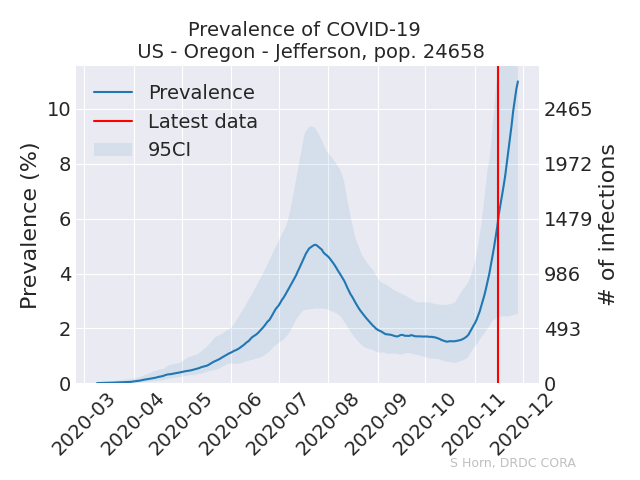 Prevalence of COVID-19
US - Oregon - Jefferson, pop. 24658
Prevalence
Latest data
95CI
Prevalence (%)
10
8
6
4
2
0
2465
1972
1479
986
493
0
# of infections
2020-03
2020-04
2020-05
2020-06
2020-07
2020-08
2020-09
2020-10
2020-11
2020-12
S Horn, DRDC CORA